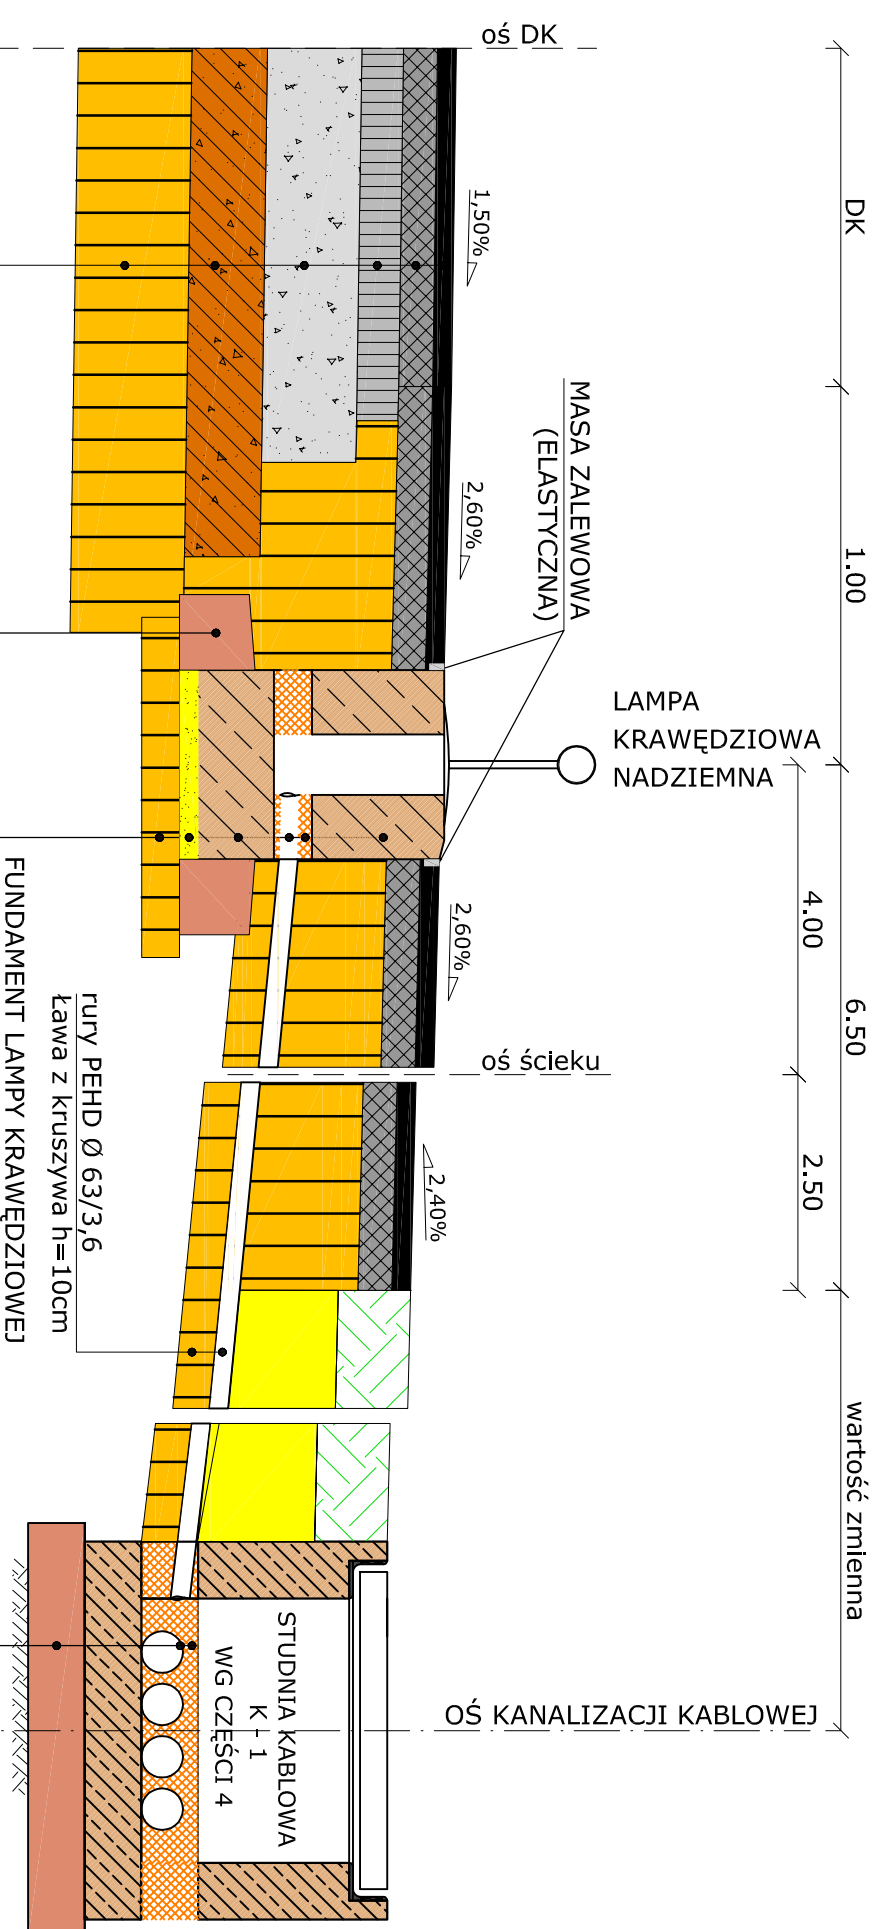 oś DK
DK
1,50%
MASA ZALEWOWA
(ELASTYCZNA)
2,60%
1.00
LAMPA
KRAWĘDZIOWA
NADZIEMNA
4.00
6.50
2,60%
FUNDAMENT LAMPY KRAWĘDZIOWEJ
rury PEHD Ø 63/3,6
Ława z kruszywa h=10cm
oś ścieku
2.50
2,40%
wartość zmienna
STUDNIA KABLOWA
K - 1
WG CZĘŚCI 4
OŚ KANALIZACJI KABLOWEJ